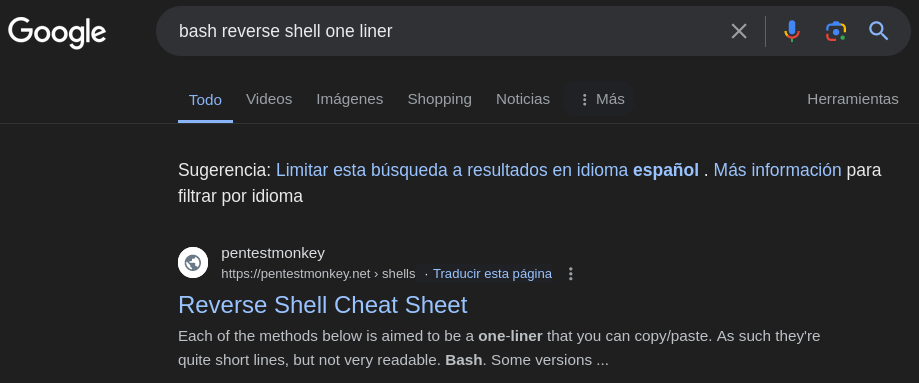 Google
bash reverse shell one liner
Todo Videos Imágenes Shopping Noticias Más Herramientas
Sugerencia: Limitar esta búsqueda a resultados en idioma español . Más información para
filtrar por idioma
pentestmonkey
https://pentestmonkey.net › shells · Traducir esta página
Reverse Shell Cheat Sheet
Each of the methods below is aimed to be a one-liner that you can copy/paste. As such they're
quite short lines, but not very readable. Bash. Some versions ...